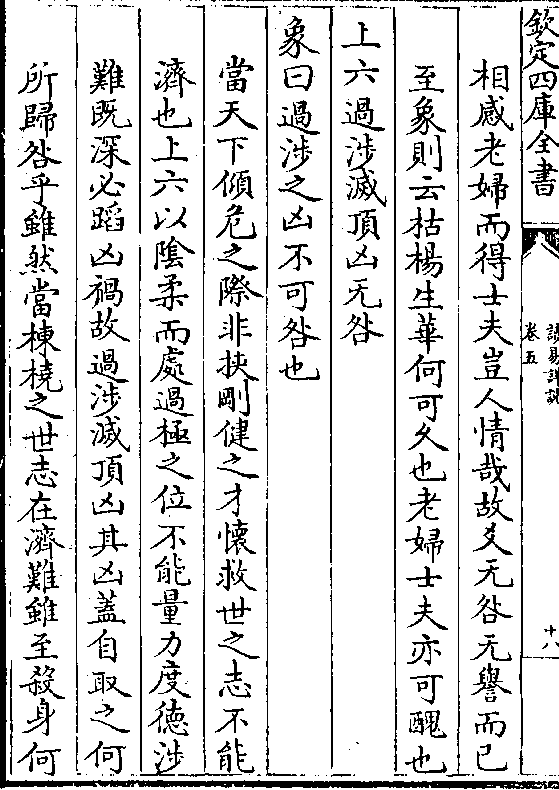 欽定四庫全書
讀易詳說
卷五
十八
相感老婦而得士夫豈人情哉故爻无咎无譽而已
至象則云枯楊生華何可久也老婦士夫亦可醜也
上六過涉滅頂凶无咎
象曰過涉之凶不可咎也
當天下傾危之際非挾剛健之才懷救世之志不能
濟也上六以陰柔而處過極之位不能量力度德涉
難既深必蹈凶禍故過涉滅頂凶其凶蓋自取之何
所歸咎乎雖然當棟橈之世志在濟難雖至殺身何